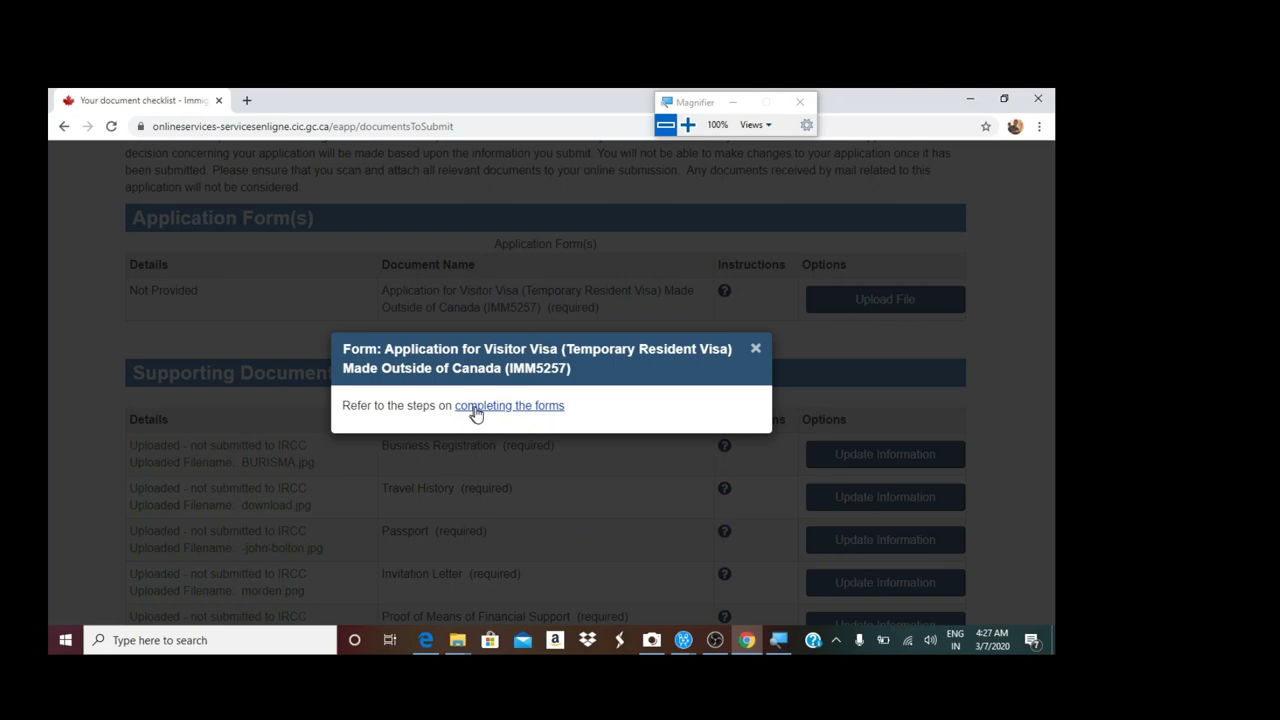 Your document checklist - Immig
Magnifier
100% Views
onlineservices-servicesenligne.cic.gc.ca/eapp/documentsToSubmit
decision concerning your application will be made based upon the information you submit. You will not be able to make changes to your application once it has
been submitted. Please ensure that you scan and attach all relevant documents to your online submission. Any documents received by mail related to this
application will not be considered.
Application Form(s)
Application Form(s)
Details Document Name Instructions Options
Not Provided Application for Visitor Visa (Temporary Resident Visa) Made Upload File
Outside of Canada (IMM5257) (required)
Form: Application for Visitor Visa (Temporary Resident Visa)
Made Outside of Canada (IMM5257)
Refer to the steps on completing the forms
Supporting Document
Details Options
Uploaded - not submitted to IRCC Business Registration (required) Update Information
Uploaded Filename: BURISMA.jpg
Uploaded - not submitted to IRCC Travel History (required) Update Information
Uploaded Filename: download.jpg
Uploaded - not submitted to IRCC Passport (required) Update Information
Uploaded Filename: -john-bolton.jpg
Uploaded - not submitted to IRCC Invitation Letter (required) Update Information
Uploaded Filename: morden.png
Uploaded - not submitted to IRCC Proof of Means of Financial Support (required) Update Information
Type here to search
ENG 4:27 AM
IN 3/7/2020
7